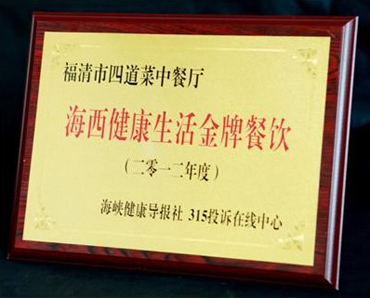 福清市四道菜中餐厅
海西健康生活金牌餐饮
(二零一二年度)
海峡健康导报社 315投诉在线中心